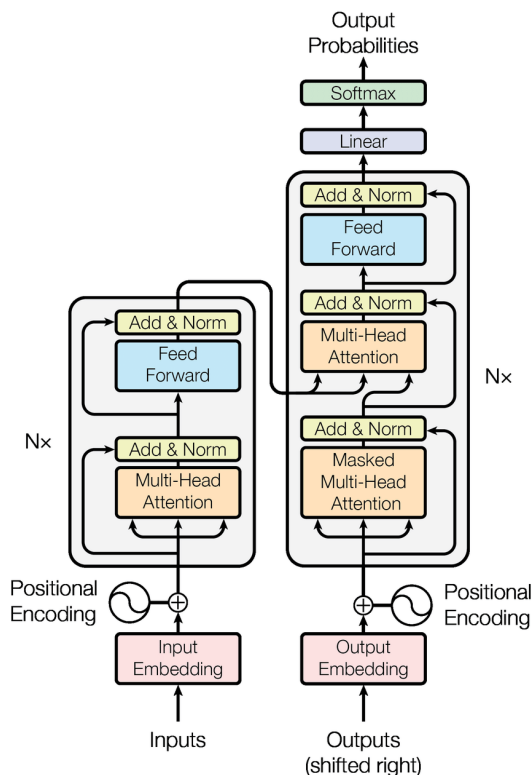 Output
Probabilities
Softmax
Linear
Add & Norm
Feed
Forward
Add & Norm
Multi-Head
Attention
Add & Norm
Masked
Multi-Head
Attention
N×
Positional
Encoding
Output
Embedding
Outputs
(shifted right)
Add & Norm
Feed
Forward
Add & Norm
Multi-Head
Attention
N×
Positional
Encoding
Input
Embedding
Inputs